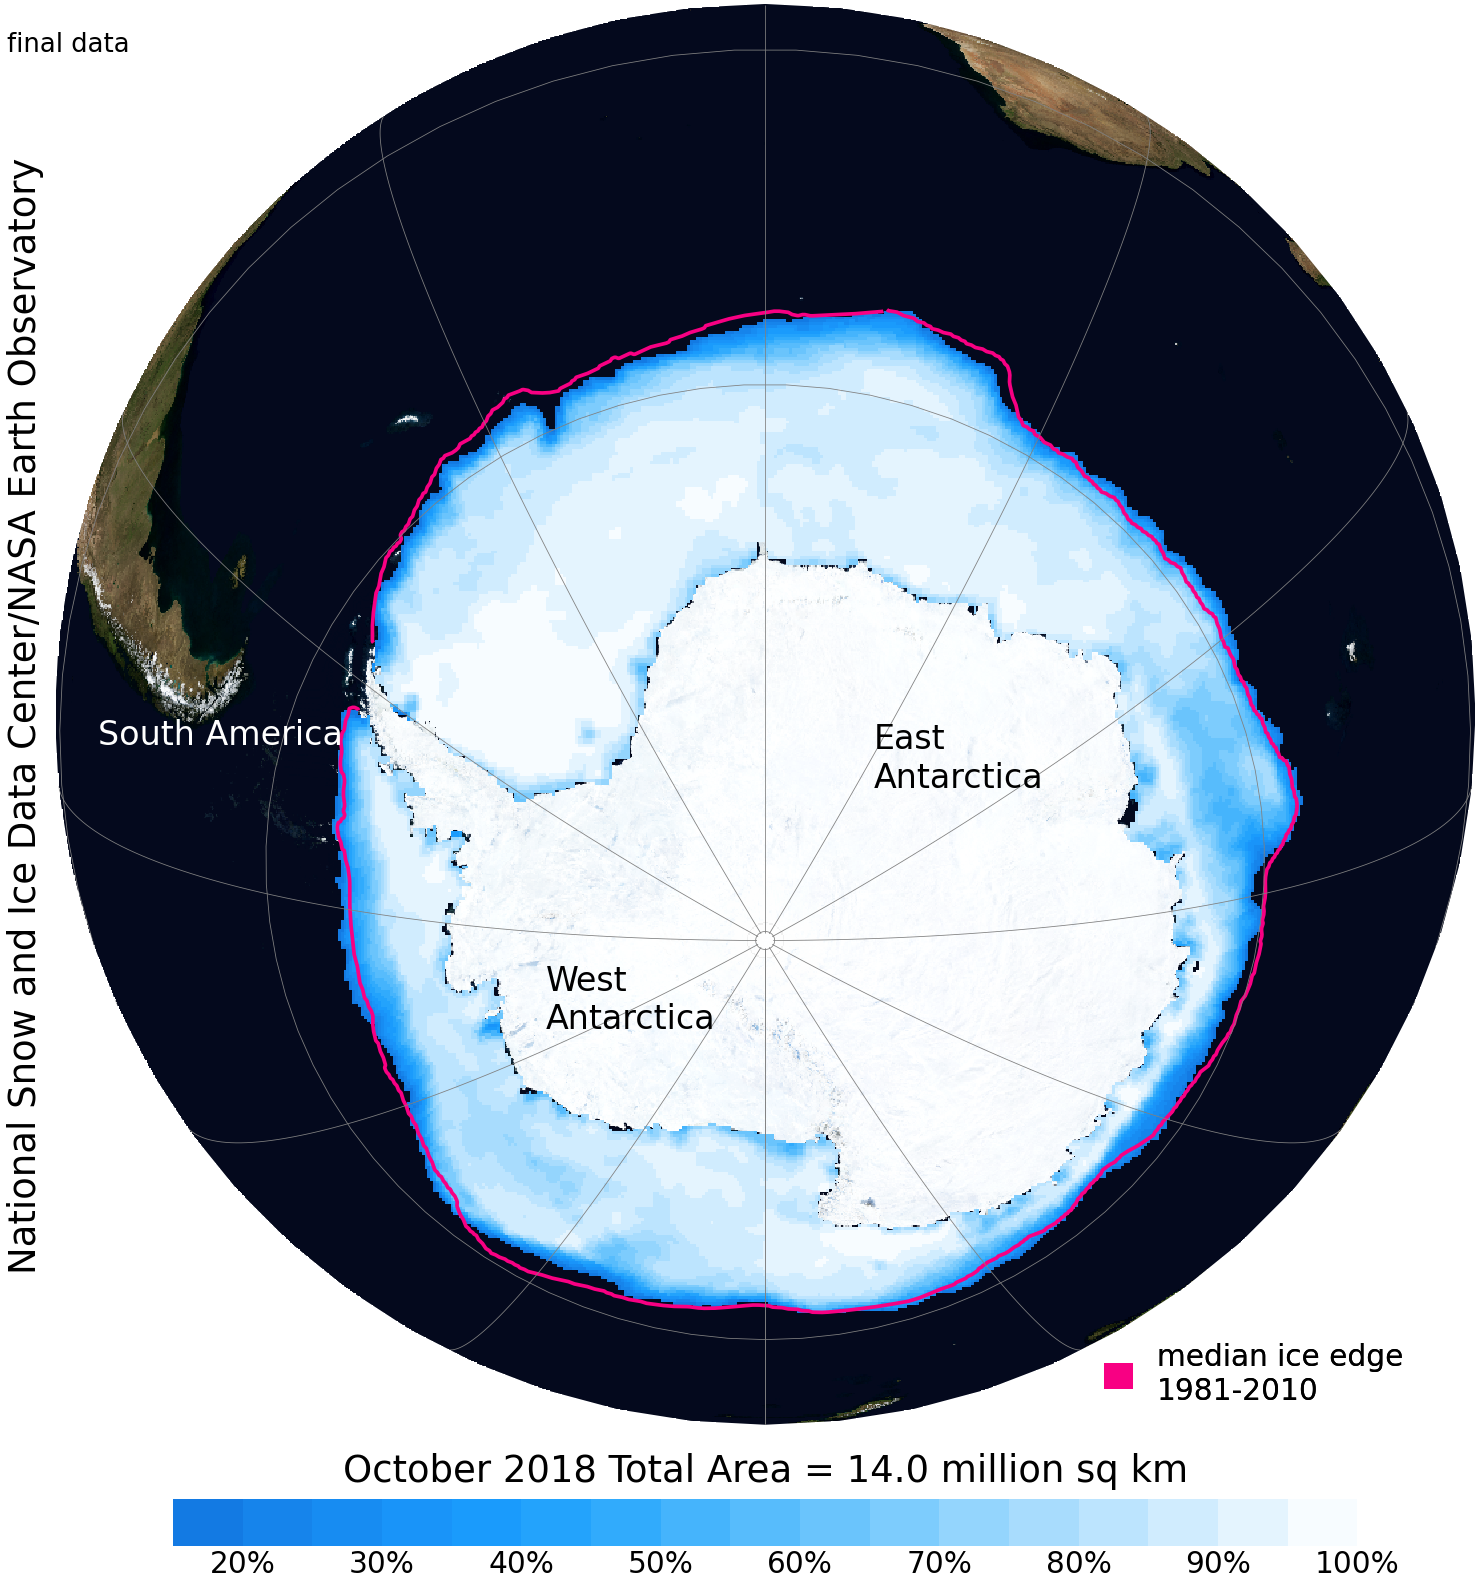 final data
National Snow and Ice Data Center/NASA Earth Observatory
South America
East
Antarctica
West
Antarctica
median ice edge
1981-2010
October 2018 Total Area = 14.0 million sq km
20% 30% 40% 50% 60% 70% 80% 90% 100%